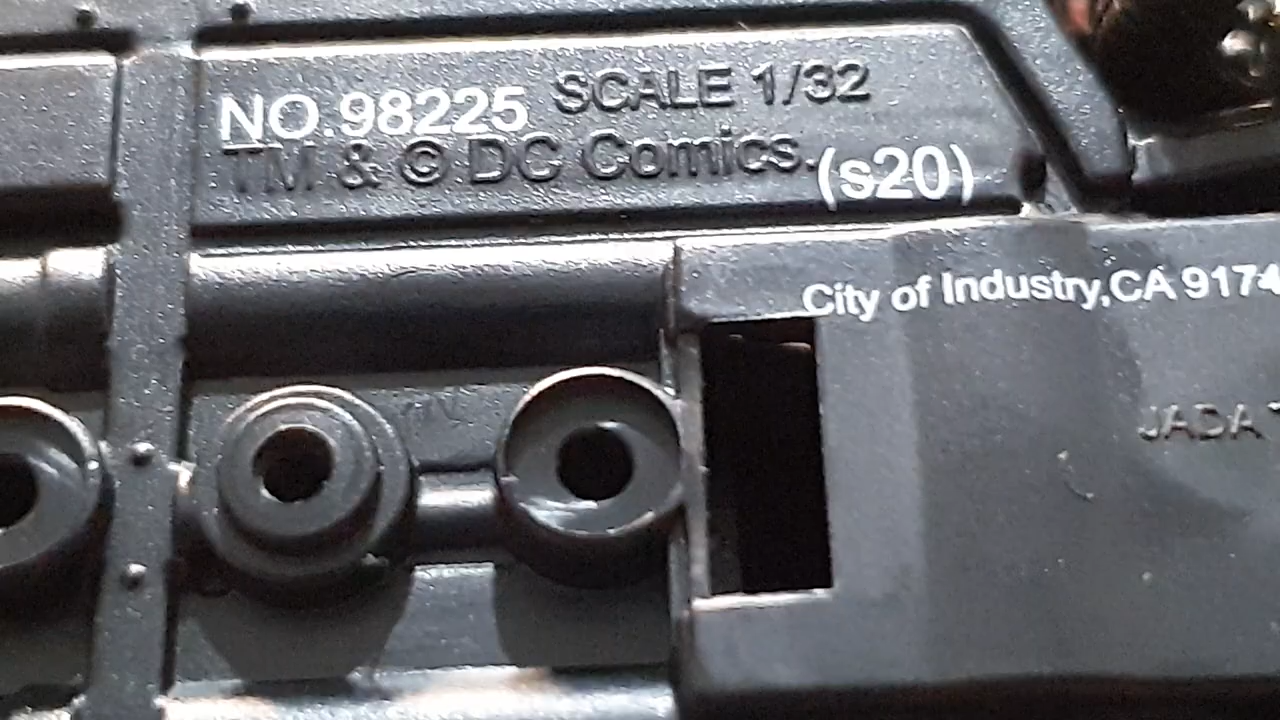 NO.98225 SCALE 1/32
TM & © DC Comics.
(s20)
City of Industry,CA 9174
JADA